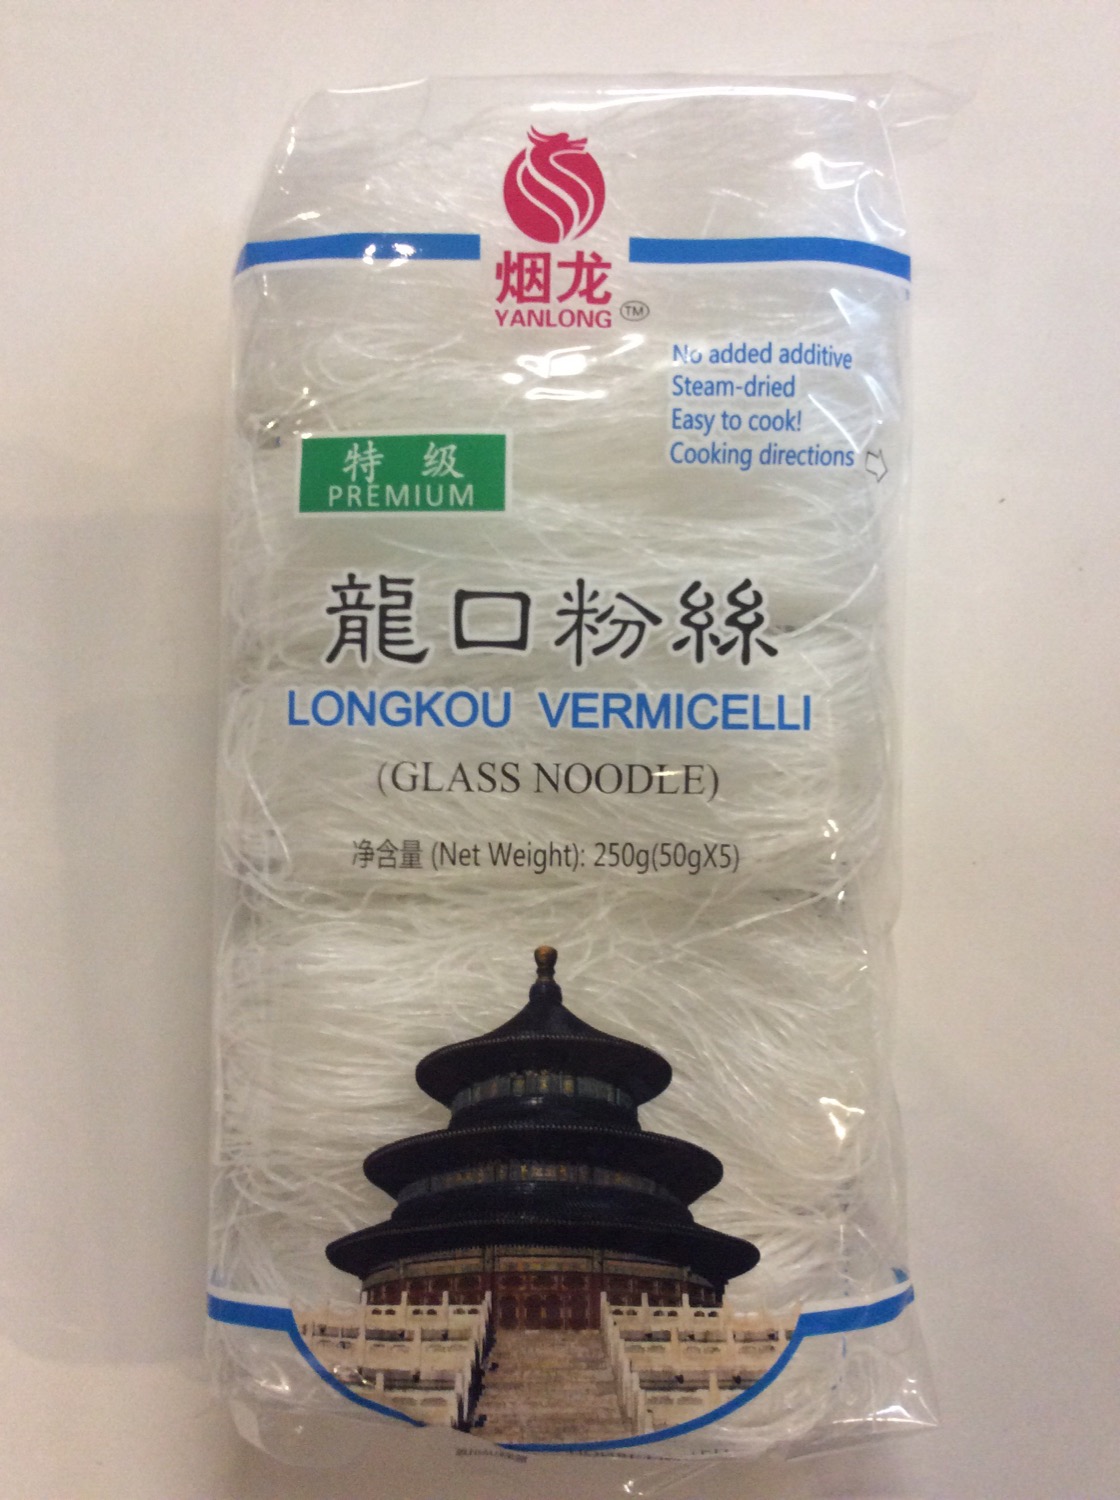 烟龙
YANLONG TM
No added additive
Steam-dried
Easy to cook!
Cooking directions
特级
PREMIUM
龍口粉絲
LONGKOU VERMICELLI
(GLASS NOODLE)
净含量 (Net Weight): 250g(50gX5)